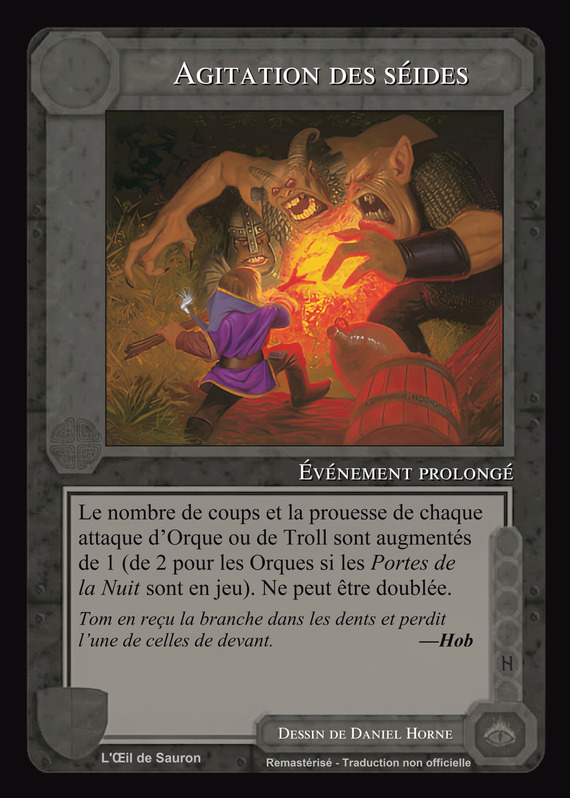 Agitation des séides
Événement prolongé
Le nombre de coups et la prouesse de chaque
attaque d’Orque ou de Troll sont augmentés
de 1 (de 2 pour les Orques si les Portes de
la Nuit sont en jeu). Ne peut être doublée.
Tom en reçu la branche dans les dents et perdit
l’une de celles de devant. —Hob
Dessin de Daniel Horne
L'Œil de Sauron
Remastérisé - Traduction non officielle